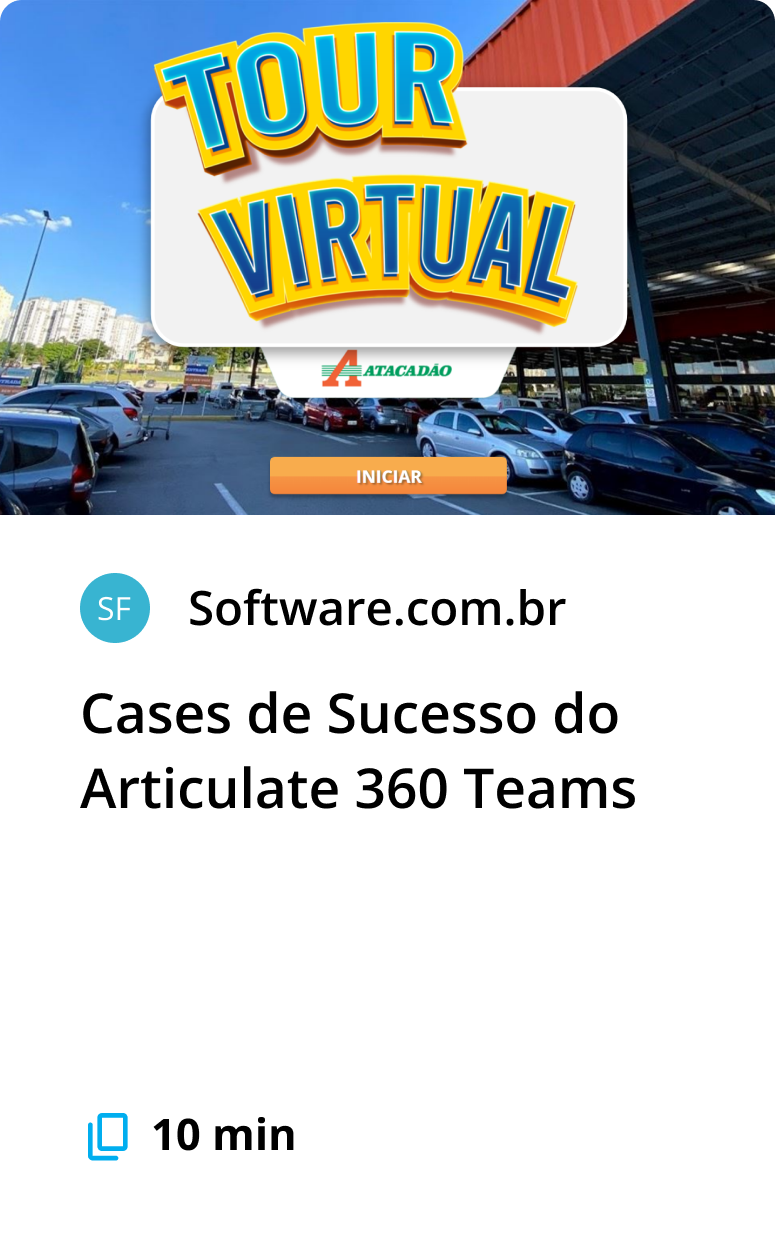 TOUR
VIRTUAL
ATACADÃO
INICIAR
SF
Software.com.br
Cases de Sucesso do
Articulate 360 Teams
10 min